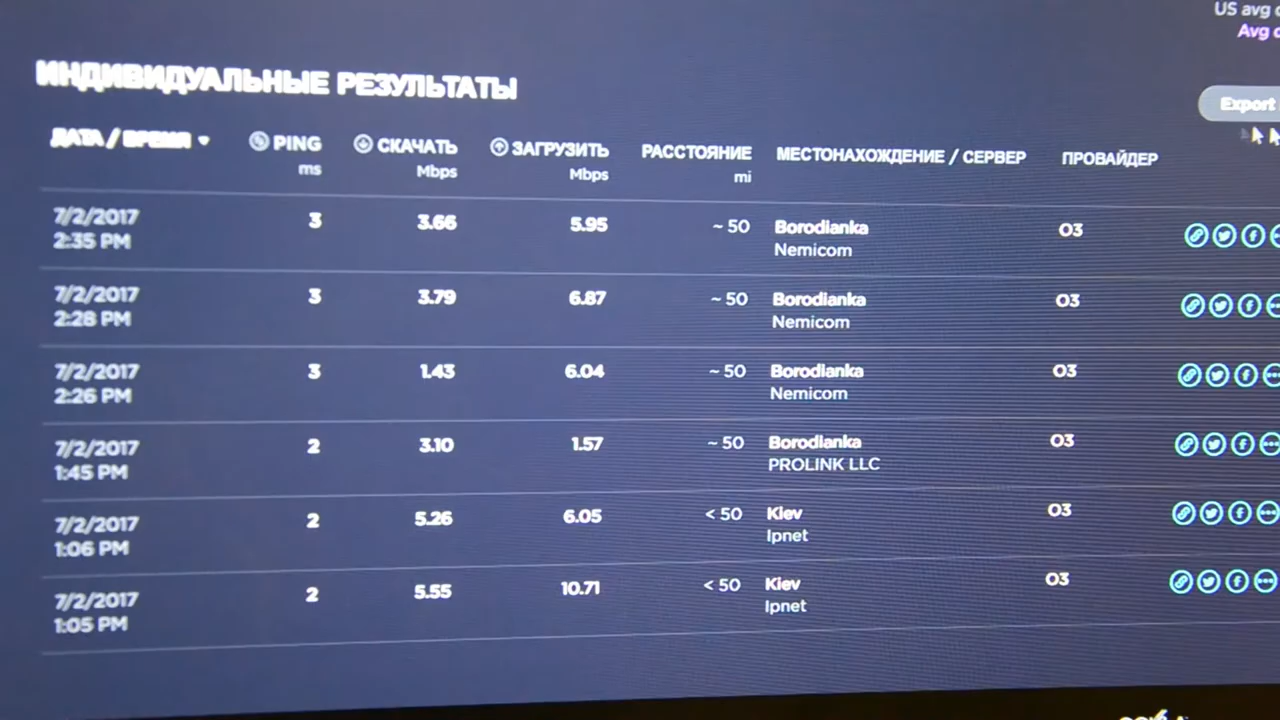 US avg
Avg
ИНДИВИДУАЛЬНЫЕ РЕЗУЛЬТАТЫ
Export
ДАТА / ВРЕМЯ PING СКАЧАТЬ ЗАГРУЗИТЬ РАССТОЯНИЕ МЕСТОНАХОЖДЕНИЕ / СЕРВЕР ПРОВАЙДЕР
ms Mbps Mbps mi
7/2/2017 3 3.66 5.95 ~ 50 Borodianka O3
2:35 PM Nemicom
7/2/2017 3 3.79 6.87 ~ 50 Borodianka O3
2:28 PM Nemicom
7/2/2017 3 1.43 6.04 ~ 50 Borodianka O3
2:26 PM Nemicom
7/2/2017 2 3.10 1.57 ~ 50 Borodianka O3
1:45 PM PROLINK LLC
7/2/2017 2 5.26 6.05 < 50 Kiev O3
1:06 PM Ipnet
7/2/2017 2 5.55 10.71 < 50 Kiev O3
1:05 PM Ipnet